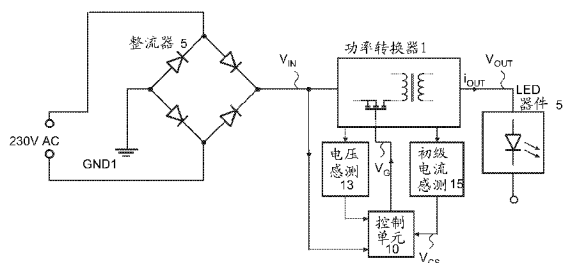 整流器 5
230V AC
GND1
V_IN
功率转换器1
i_OUT
V_OUT
LED
器件 5
电压
感测
13
V_G
初级
电流
感测15
控制
单元
10
V_CS